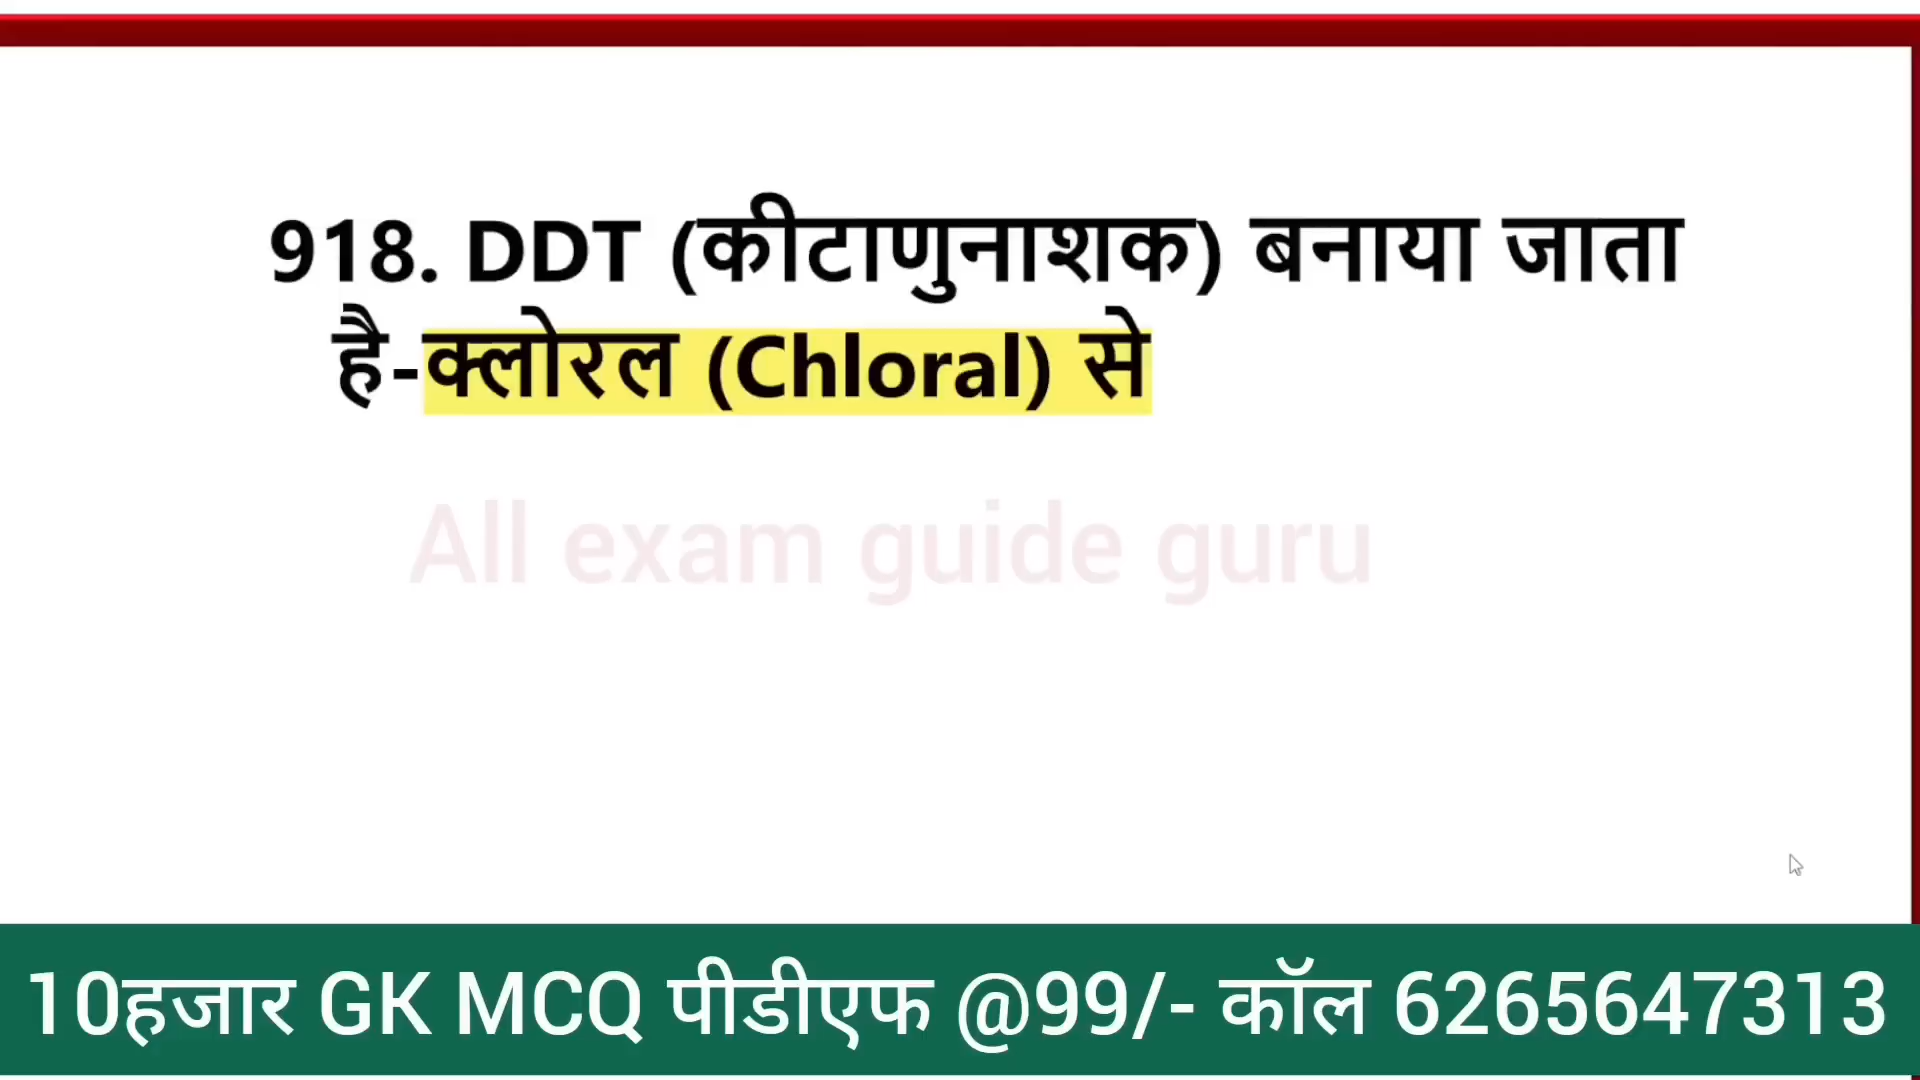 918. DDT (कीटाणुनाशक) बनाया जाता
है-क्लोरल (Chloral) से
All exam guide guru
10हजार GK MCQ पीडीएफ @99/- कॉल 6265647313